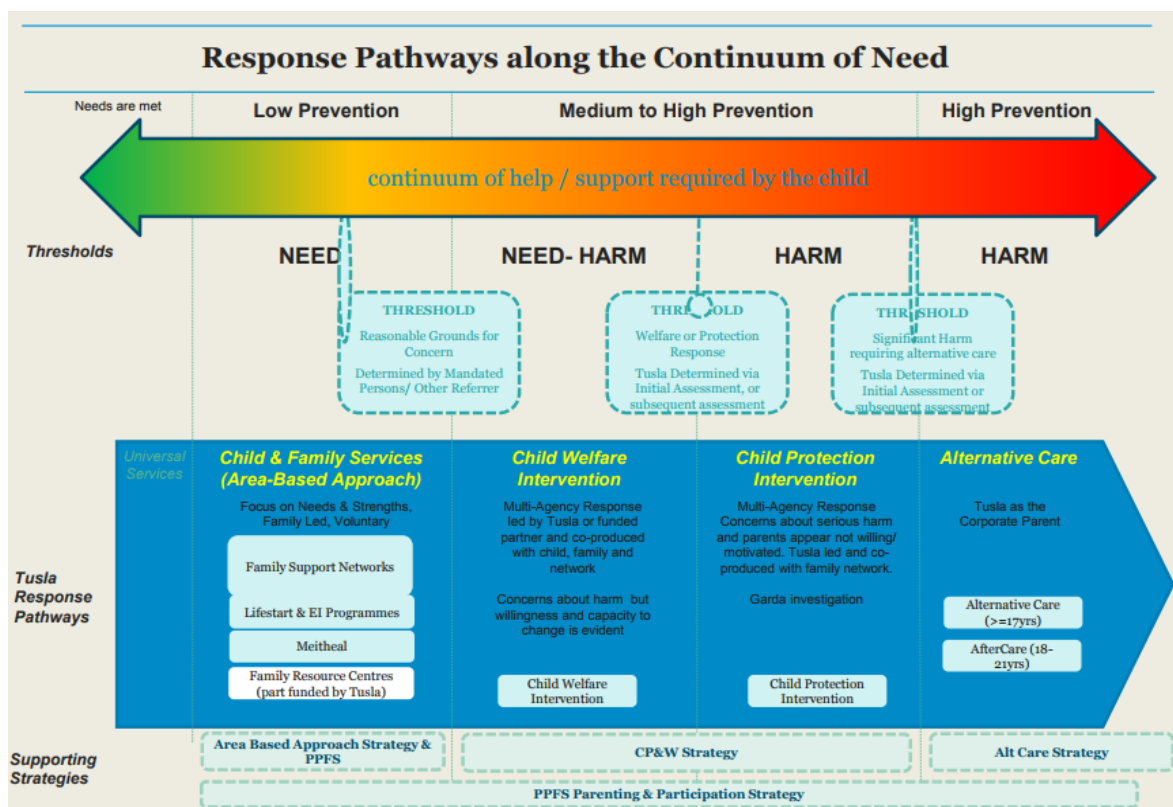 Response Pathways along the Continuum of Need
Needs are met
Low Prevention
Medium to High Prevention
High Prevention
continuum of help / support required by the child
Thresholds
NEED
NEED- HARM
HARM
HARM
THRESHOLD
Reasonable Grounds for
Concern
Determined by Mandated
Persons/ Other Referrer
THRESHOLD
Welfare or Protection
Response
Tusla Determined via
Initial Assessment, or
subsequent assessment
THRESHOLD
Significant Harm
requiring alternative care
Tusla Determined via
Initial Assessment or
subsequent assessment
Tusla
Response
Pathways
Universal
Services
Child & Family Services
(Area-Based Approach)
Focus on Needs & Strengths,
Family Led, Voluntary
Family Support Networks
Lifestart & EI Programmes
Meitheal
Family Resource Centres
(part funded by Tusla)
Child Welfare
Intervention
Multi-Agency Response
led by Tusla or funded
partner and co-produced
with child, family and
network
Concerns about harm but
willingness and capacity to
change is evident
Child Welfare
Intervention
Child Protection
Intervention
Multi-Agency Response
Concerns about serious harm
and parents appear not willing/
motivated. Tusla led and co-
produced with family network.
Garda investigation
Child Protection
Intervention
Alternative Care
Tusla as the
Corporate Parent
Alternative Care
(>=17yrs)
AfterCare (18-
21yrs)
Supporting
Strategies
Area Based Approach Strategy &
PPFS
CP&W Strategy
Alt Care Strategy
PPFS Parenting & Participation Strategy